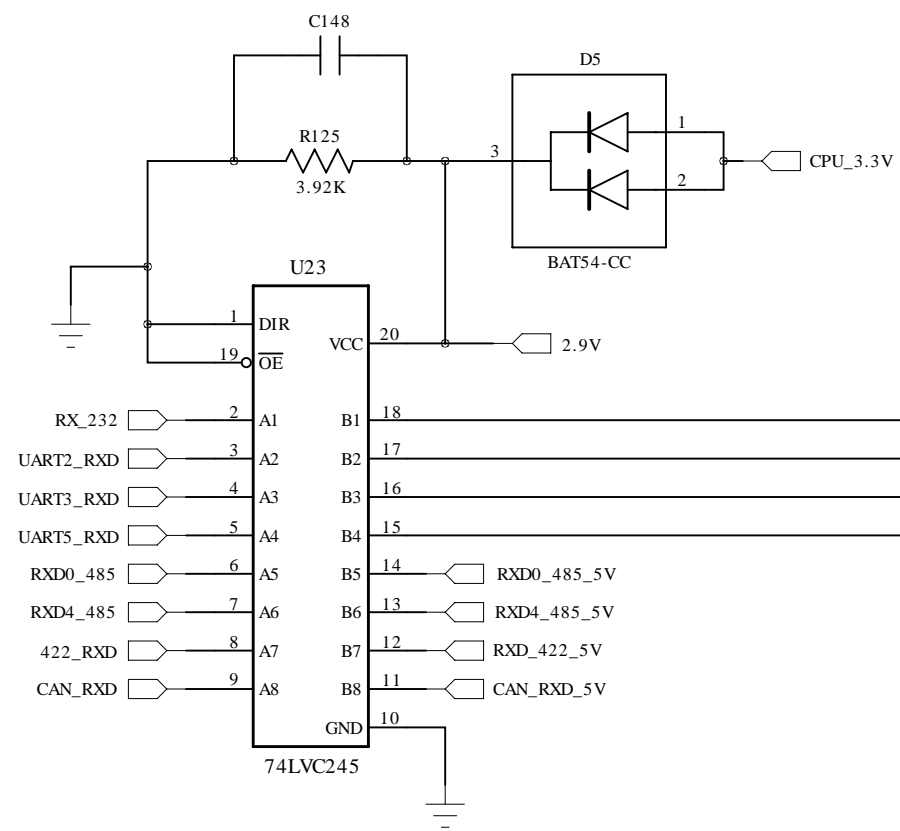 C148
D5
R125
3.92K
3
1
2
CPU_3.3V
BAT54-CC
U23
1 DIR
VCC 20
2.9V
19 OE
RX_232 2 A1 B1 18
UART2_RXD 3 A2 B2 17
UART3_RXD 4 A3 B3 16
UART5_RXD 5 A4 B4 15
RXD0_485 6 A5 B5 14 RXD0_485_5V
RXD4_485 7 A6 B6 13 RXD4_485_5V
422_RXD 8 A7 B7 12 RXD_422_5V
CAN_RXD 9 A8 B8 11 CAN_RXD_5V
GND 10
74LVC245